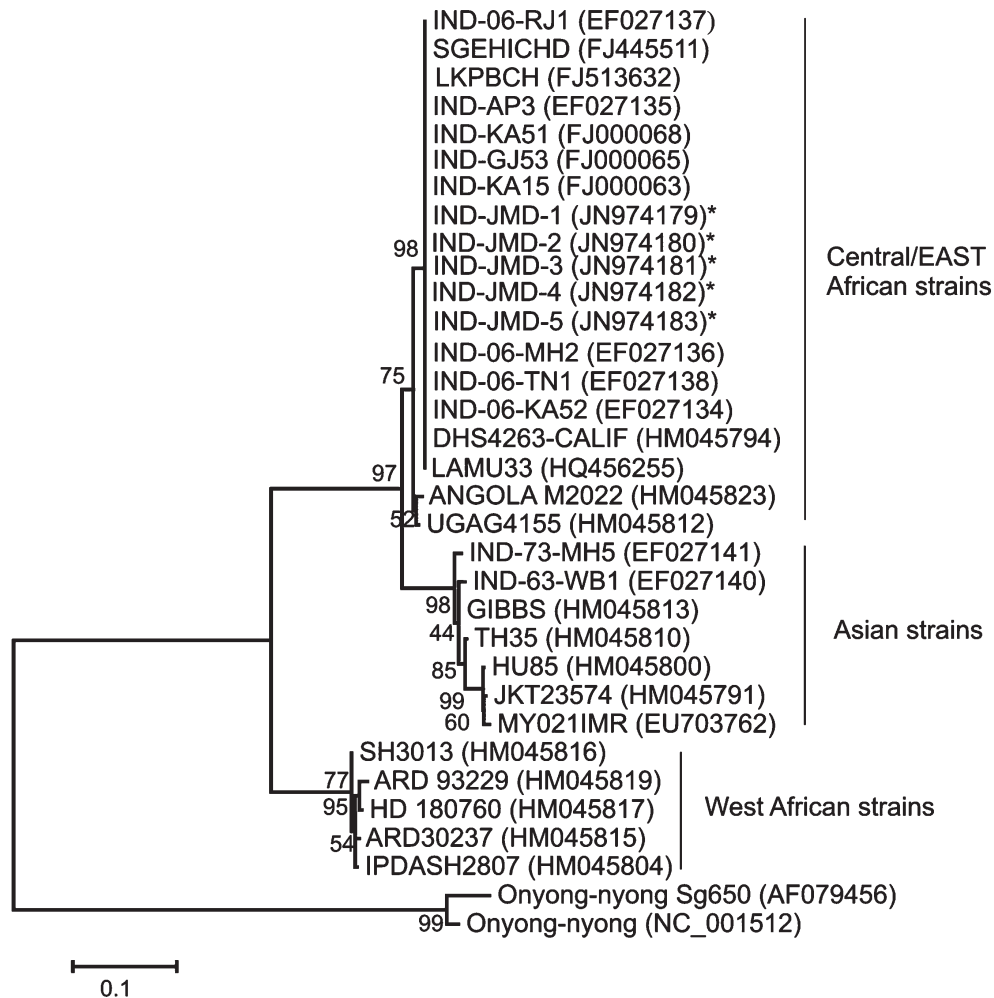 IND-06-RJ1 (EF027137)
SGEHICHD (FJ445511)
LKPBCH (FJ513632)
IND-AP3 (EF027135)
IND-KA51 (FJ000068)
IND-GJ53 (FJ000065)
IND-KA15 (FJ000063)
IND-JMD-1 (JN974179)*
IND-JMD-2 (JN974180)*
IND-JMD-3 (JN974181)*
IND-JMD-4 (JN974182)*
IND-JMD-5 (JN974183)*
IND-06-MH2 (EF027136)
IND-06-TN1 (EF027138)
IND-06-KA52 (EF027134)
DHS4263-CALIF (HM045794)
LAMU33 (HQ456255)
ANGOLA M2022 (HM045823)
UGAG4155 (HM045812)
Central/EAST
African strains
98
75
97
52
IND-73-MH5 (EF027141)
IND-63-WB1 (EF027140)
GIBBS (HM045813)
TH35 (HM045810)
HU85 (HM045800)
JKT23574 (HM045791)
MY021IMR (EU703762)
Asian strains
98
44
85
99
60
SH3013 (HM045816)
ARD 93229 (HM045819)
HD 180760 (HM045817)
ARD30237 (HM045815)
IPDASH2807 (HM045804)
West African strains
77
95
54
Onyong-nyong Sg650 (AF079456)
Onyong-nyong (NC_001512)
99
0.1